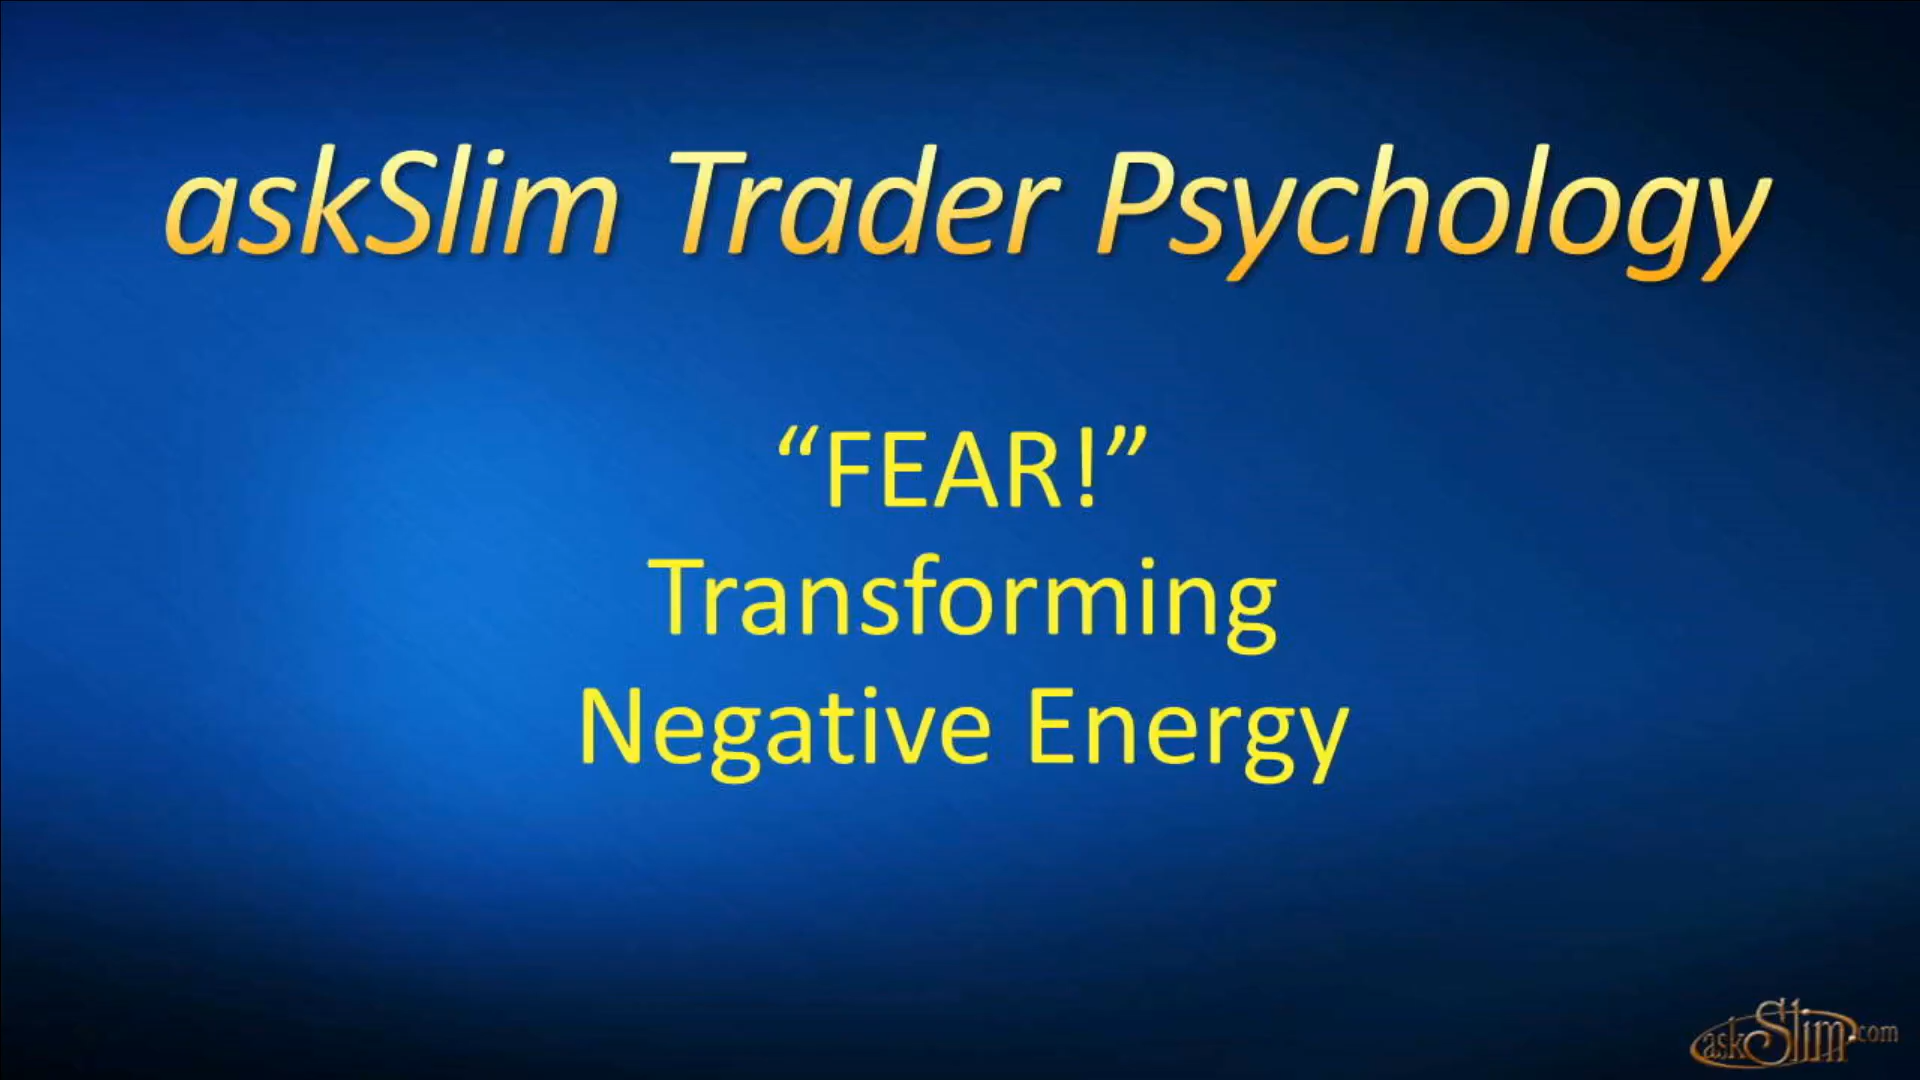 askSlim Trader Psychology
“FEAR!”
Transforming
Negative Energy
askSlim.com